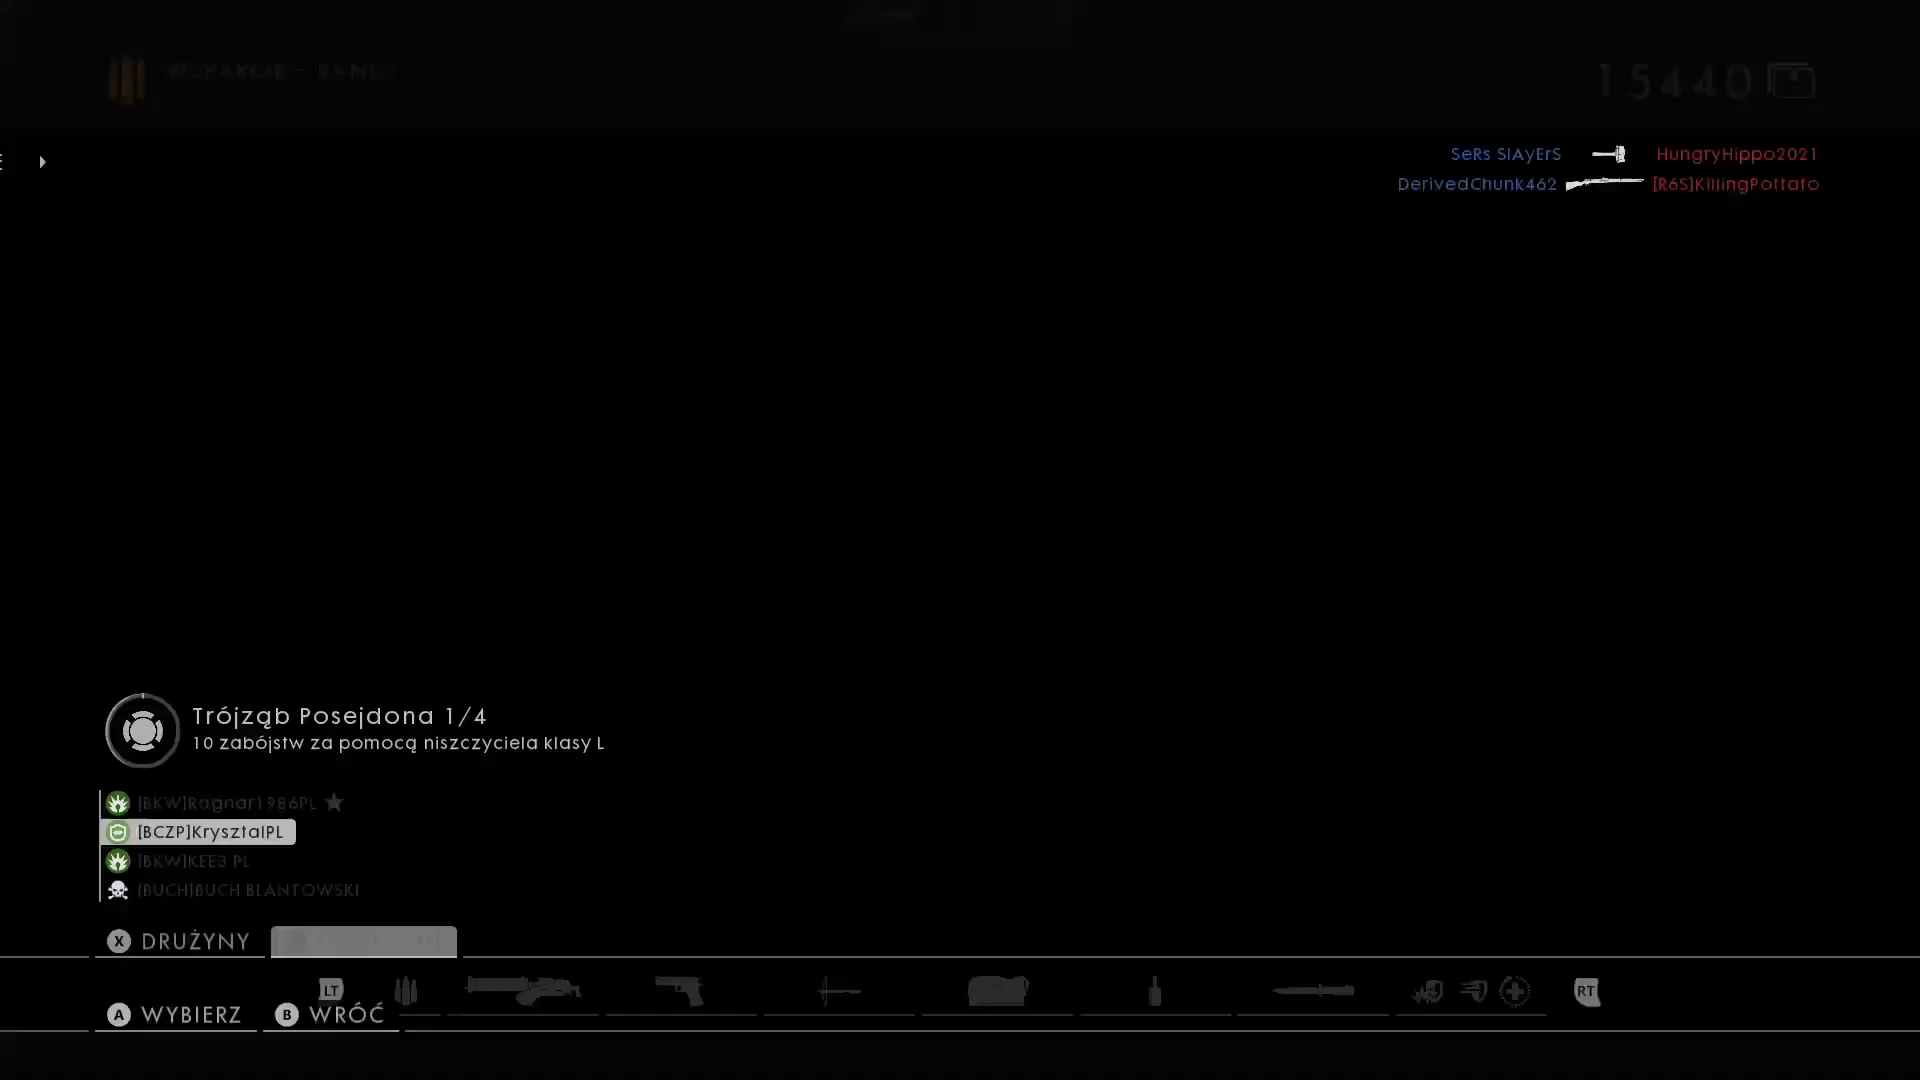 15440
SeRs SlAyErS HungryHippo2021
DerivedChunk462 [R6S]KillingPottato
Trójząb Posejdona 1/4
10 zabójstw za pomocą niszczyciela klasy L
[BKW]Ragnar1986PL
[BCZP]KrysztalPL
[BKW]KEE3 PL
[BUCH]BUCH BLANTOWSKI
X DRUŻYNY
LT RT
A WYBIERZ B WRÓĆ